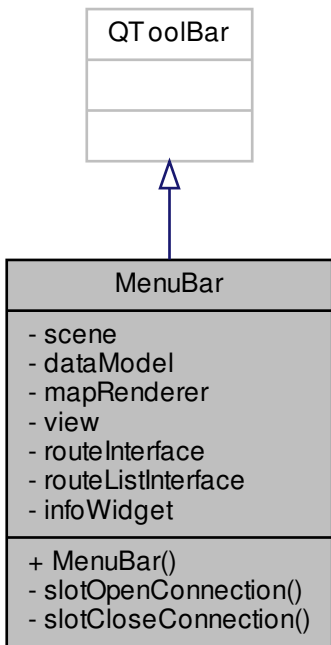 QToolBar
MenuBar
- scene
- dataModel
- mapRenderer
- view
- routeInterface
- routeListInterface
- infoWidget
+ MenuBar()
- slotOpenConnection()
- slotCloseConnection()